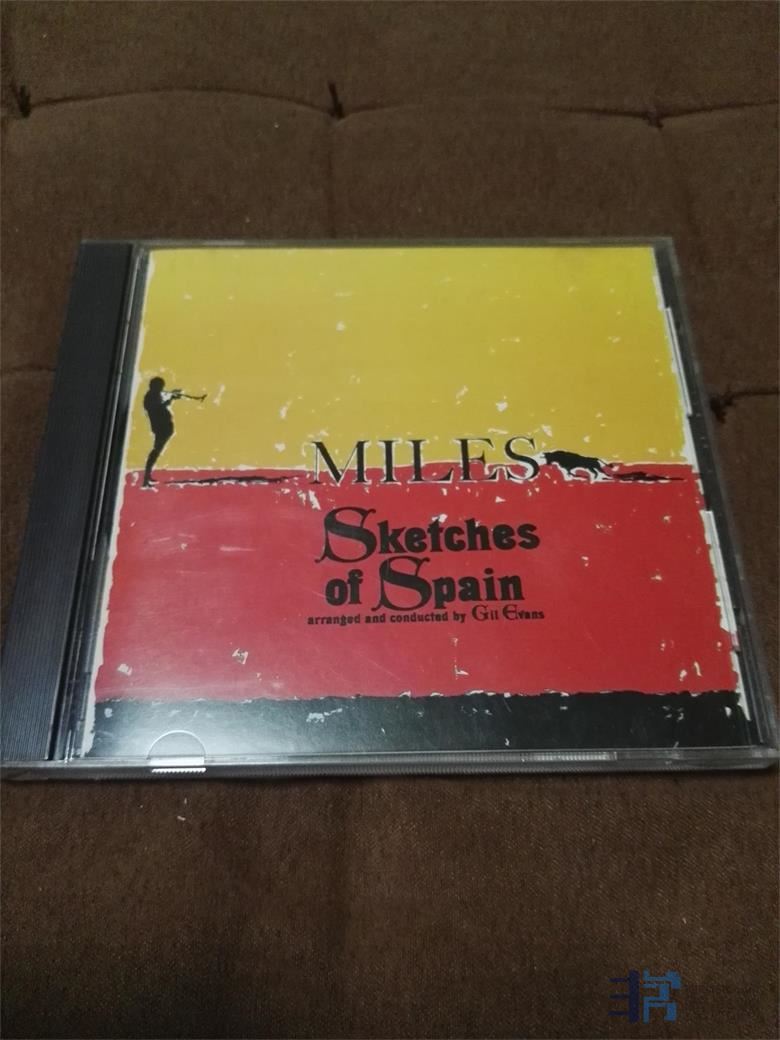 MILES
Sketches
of Spain
arranged and conducted by Gil Evans